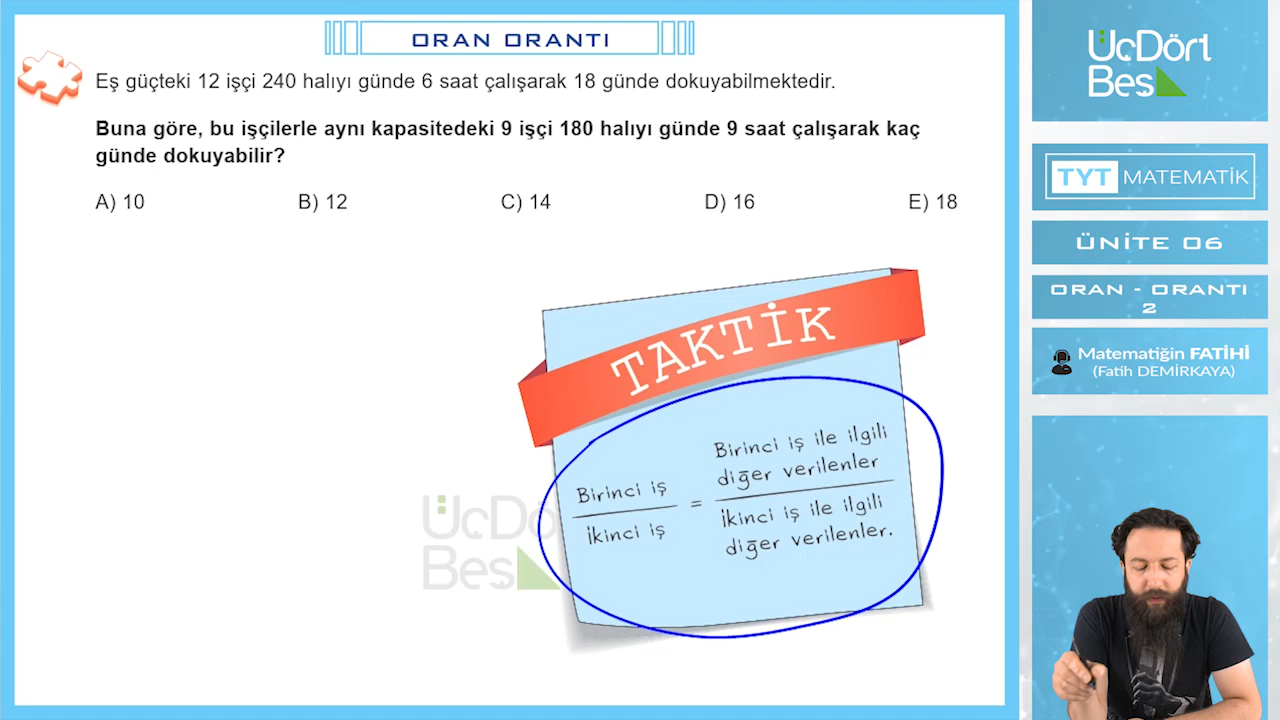 ORAN ORANTI
Eş güçteki 12 işçi 240 halıyı günde 6 saat çalışarak 18 günde dokuyabilmektedir.
Buna göre, bu işçilerle aynı kapasitedeki 9 işçi 180 halıyı günde 9 saat çalışarak kaç
günde dokuyabilir?
A) 10 B) 12 C) 14 D) 16 E) 18
TAKTİK
Birinci iş
İkinci iş
=
Birinci iş ile ilgili
diğer verilenler
İkinci iş ile ilgili
diğer verilenler.
ÜçDört
Beş
ÜçDört
Beş
TYT MATEMATİK
ÜNİTE 06
ORAN - ORANTI
2
Matematiğin FATİHİ
(Fatih DEMİRKAYA)